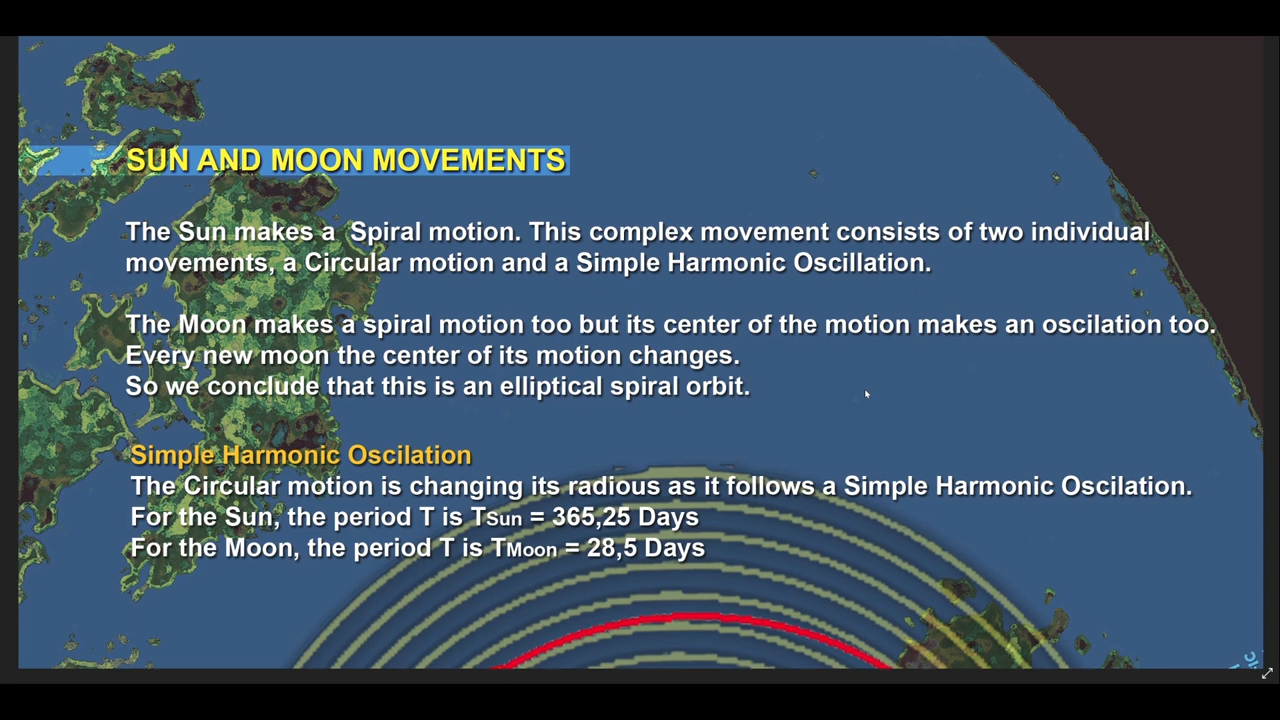 SUN AND MOON MOVEMENTS
The Sun makes a  Spiral motion. This complex movement consists of two individual
movements, a Circular motion and a Simple Harmonic Oscillation.
The Moon makes a spiral motion too but its center of the motion makes an oscilation too.
Every new moon the center of its motion changes.
So we conclude that this is an elliptical spiral orbit.
Simple Harmonic Oscilation
The Circular motion is changing its radious as it follows a Simple Harmonic Oscilation.
For the Sun, the period T is TSun = 365,25 Days
For the Moon, the period T is TMoon = 28,5 Days